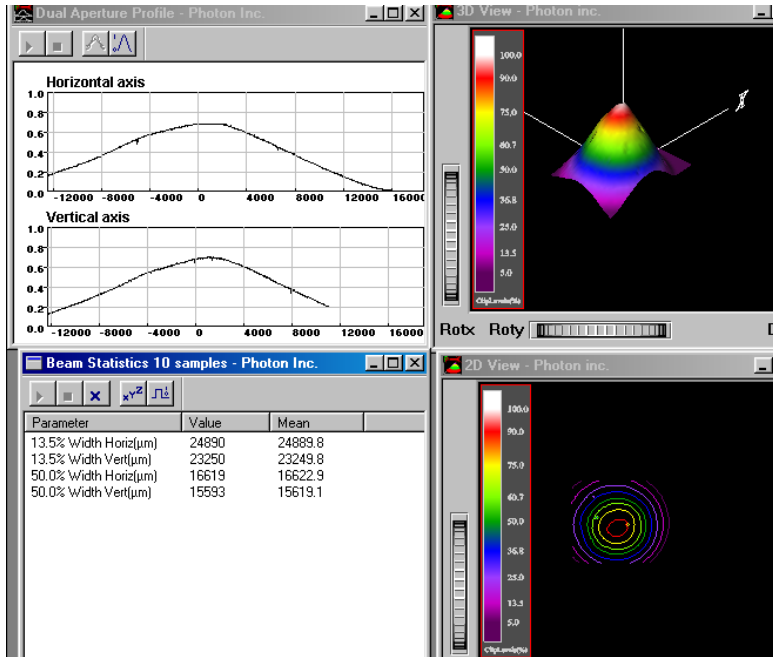 Dual Aperture Profile - Photon Inc.
Horizontal axis
1.0
0.8
0.6
0.4
0.2
0.0
-12000 -8000 -4000 0 4000 8000 12000 16000
Vertical axis
1.0
0.8
0.6
0.4
0.2
0.0
-12000 -8000 -4000 0 4000 8000 12000 16000
3D View - Photon inc.
100.0
90.0
75.0
60.7
50.0
36.8
25.0
13.5
5.0
ClipLevels(%)
Rotx Roty
Beam Statistics 10 samples - Photon Inc.
Parameter Value Mean
13.5% Width Horiz(µm) 24890 24889.8
13.5% Width Vert(µm) 23250 23249.8
50.0% Width Horiz(µm) 16619 16622.9
50.0% Width Vert(µm) 15593 15619.1
2D View - Photon inc.
100.0
90.0
75.0
60.7
50.0
36.8
25.0
13.5
5.0
ClipLevels(%)